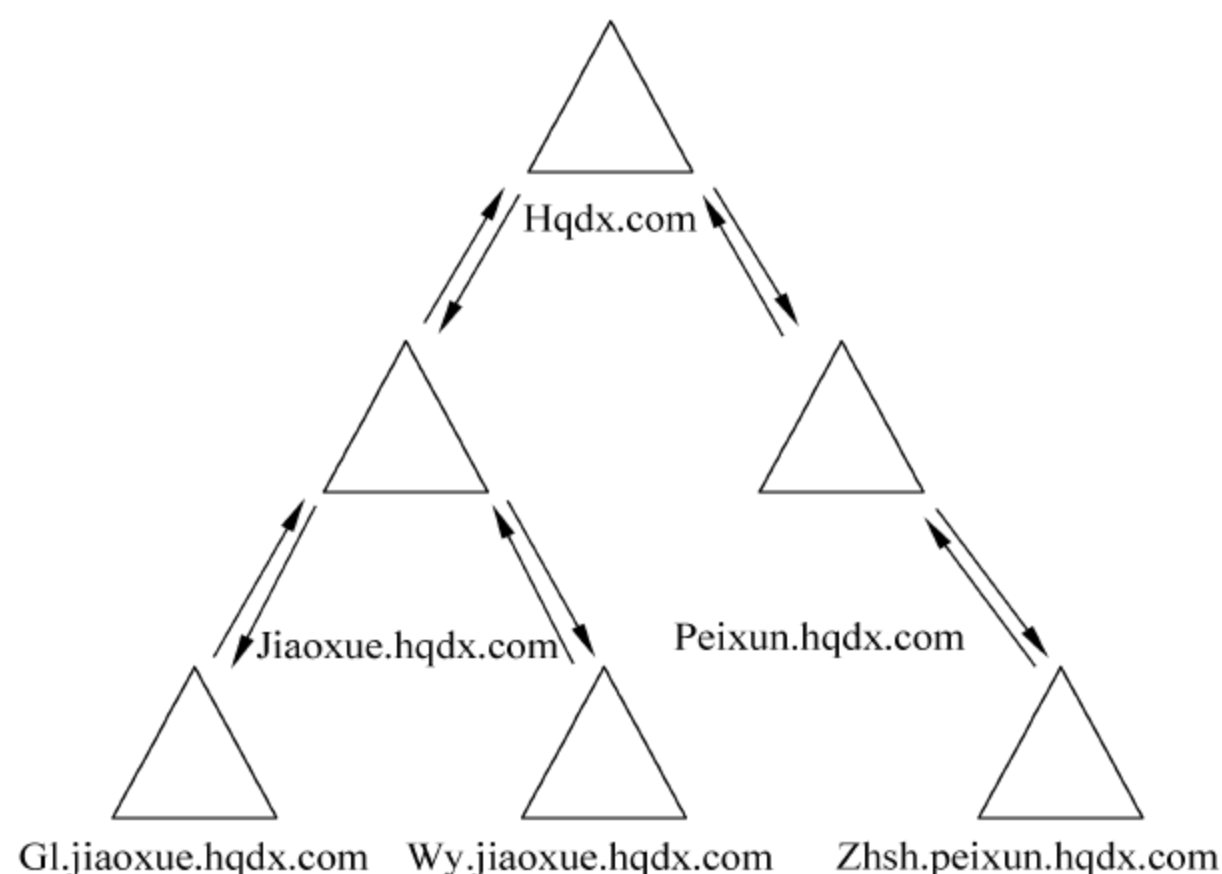 Hqdx.com
Jiaoxue.hqdx.com
Peixun.hqdx.com
Gl.jiaoxue.hqdx.com
Wy.jiaoxue.hqdx.com
Zhsh.peixun.hqdx.com